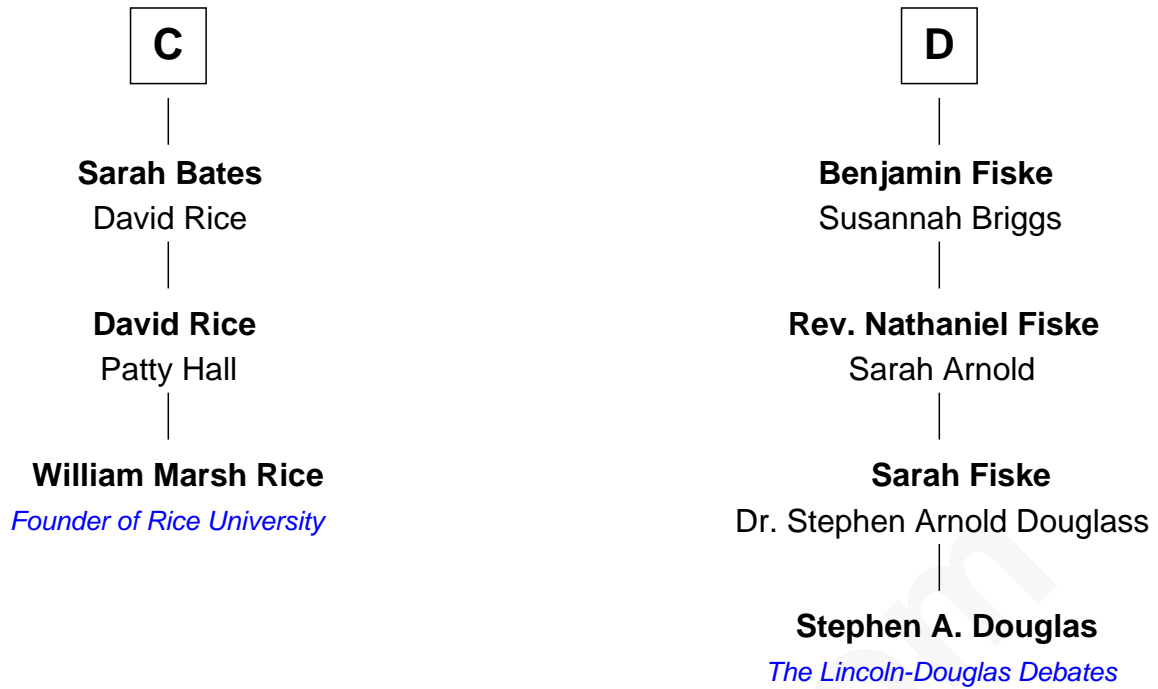 C
Sarah Bates
David Rice
David Rice
Patty Hall
William Marsh Rice
Founder of Rice University
D
Benjamin Fiske
Susannah Briggs
Rev. Nathaniel Fiske
Sarah Arnold
Sarah Fiske
Dr. Stephen Arnold Douglass
Stephen A. Douglas
The Lincoln-Douglas Debates